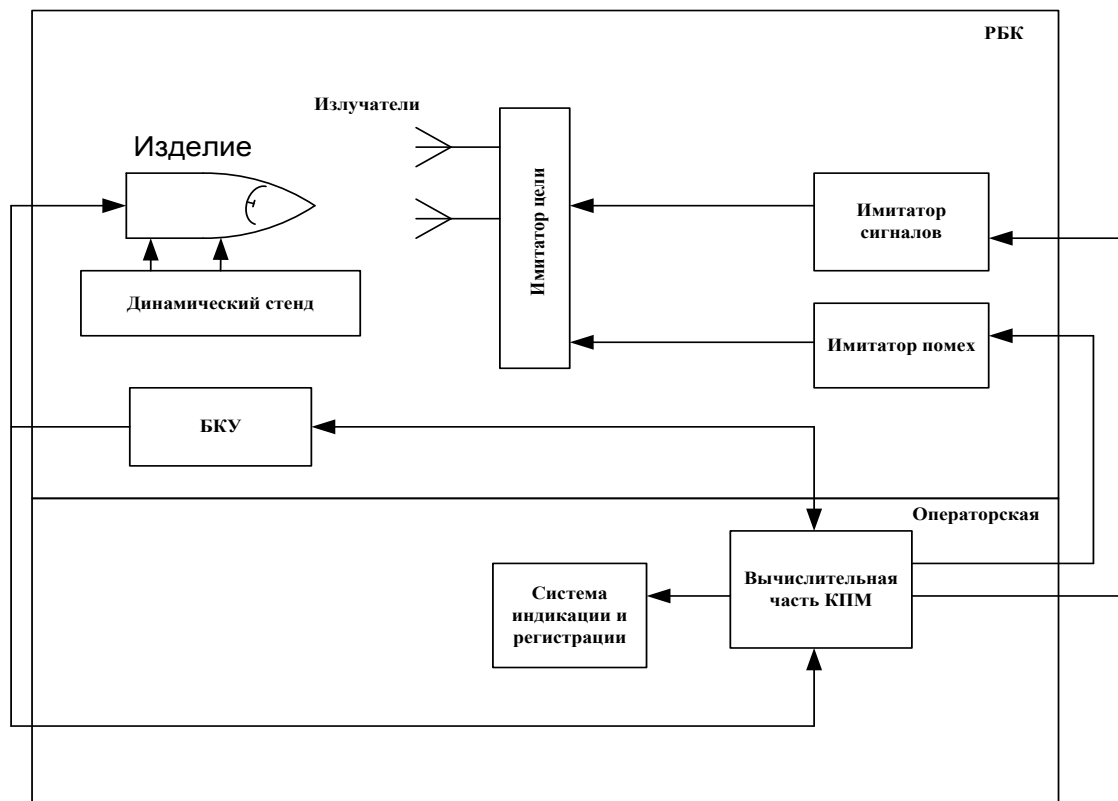 РБК
Излучатели
Изделие
Имитатор цели
Имитатор
сигналов
Динамический стенд
Имитатор помех
БКУ
Операторская
Вычислительная
часть КПМ
Система
индикации и
регистрации